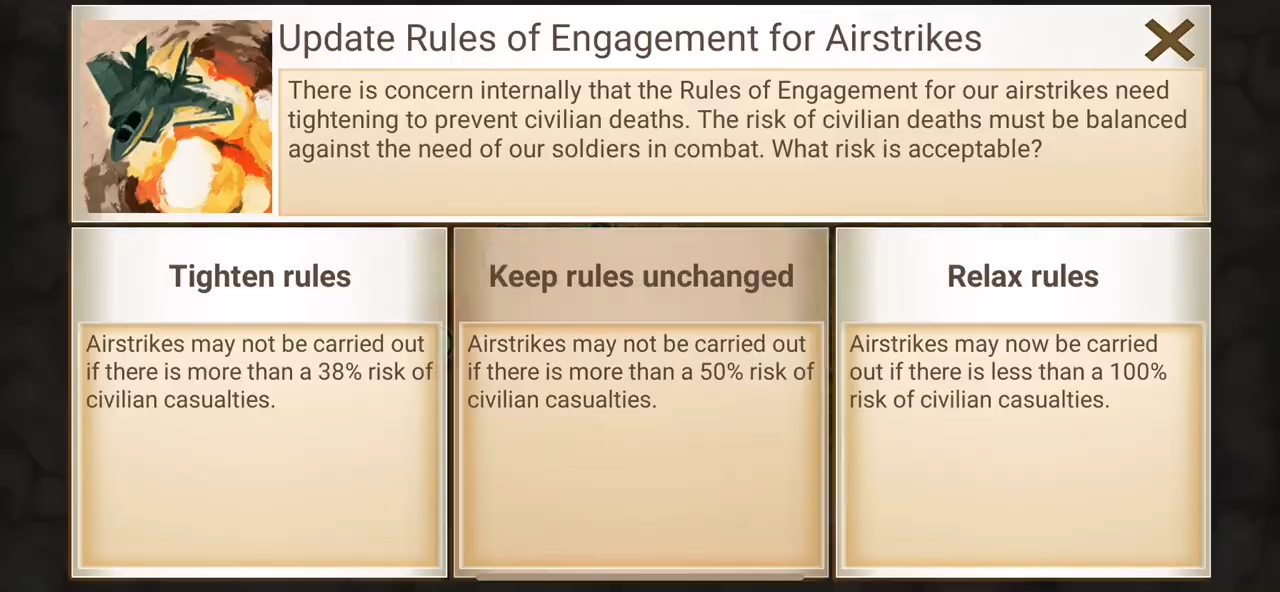 Update Rules of Engagement for Airstrikes
There is concern internally that the Rules of Engagement for our airstrikes need
tightening to prevent civilian deaths. The risk of civilian deaths must be balanced
against the need of our soldiers in combat. What risk is acceptable?
Tighten rules
Airstrikes may not be carried out
if there is more than a 38% risk of
civilian casualties.
Keep rules unchanged
Airstrikes may not be carried out
if there is more than a 50% risk of
civilian casualties.
Relax rules
Airstrikes may now be carried
out if there is less than a 100%
risk of civilian casualties.